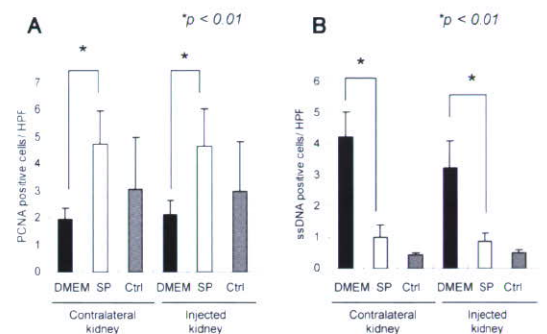 A
*p < 0.01
*
*
PCNA positive cells/ HPF
7
6
5
4
3
2
1
0
DMEM SP Ctrl DMEM SP Ctrl
Contralateral kidney
Injected kidney
B
*p < 0.01
*
*
ssDNA positive cells/ HPF
6
5
4
3
2
1
0
DMEM SP Ctrl DMEM SP Ctrl
Contralateral kidney
Injected kidney